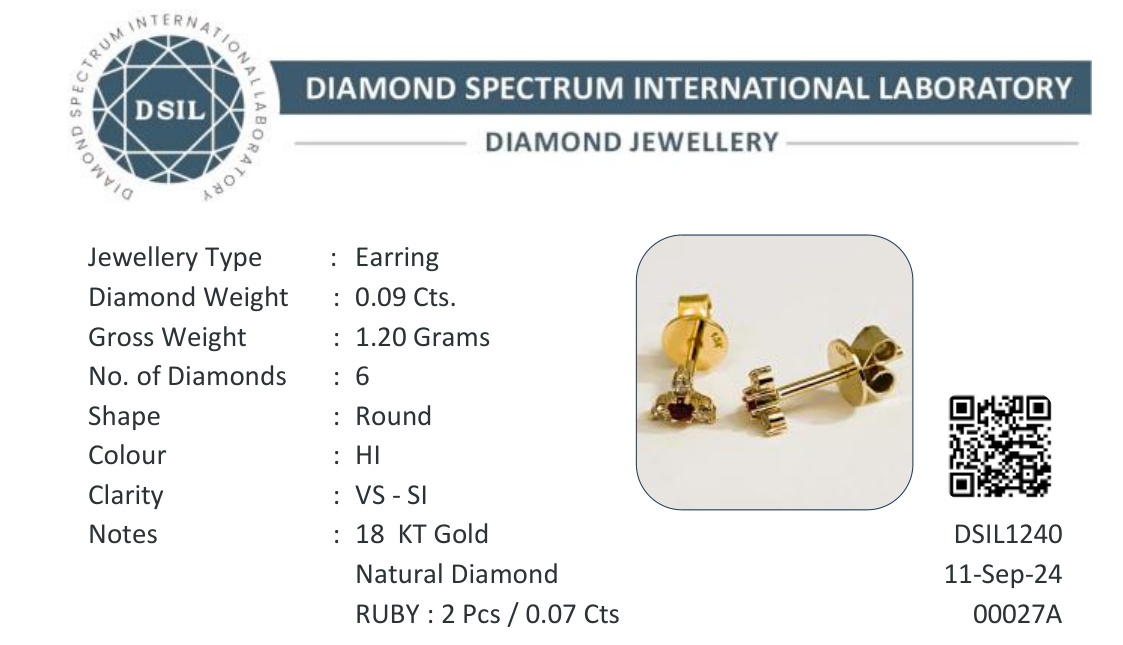 DIAMOND SPECTRUM INTERNATIONAL LABORATORY
DSIL
DIAMOND SPECTRUM INTERNATIONAL LABORATORY
DIAMOND JEWELLERY
Jewellery Type : Earring
Diamond Weight : 0.09 Cts.
Gross Weight : 1.20 Grams
No. of Diamonds : 6
Shape : Round
Colour : HI
Clarity : VS - SI
Notes : 18 KT Gold
Natural Diamond
RUBY : 2 Pcs / 0.07 Cts
DSIL1240
11-Sep-24
00027A